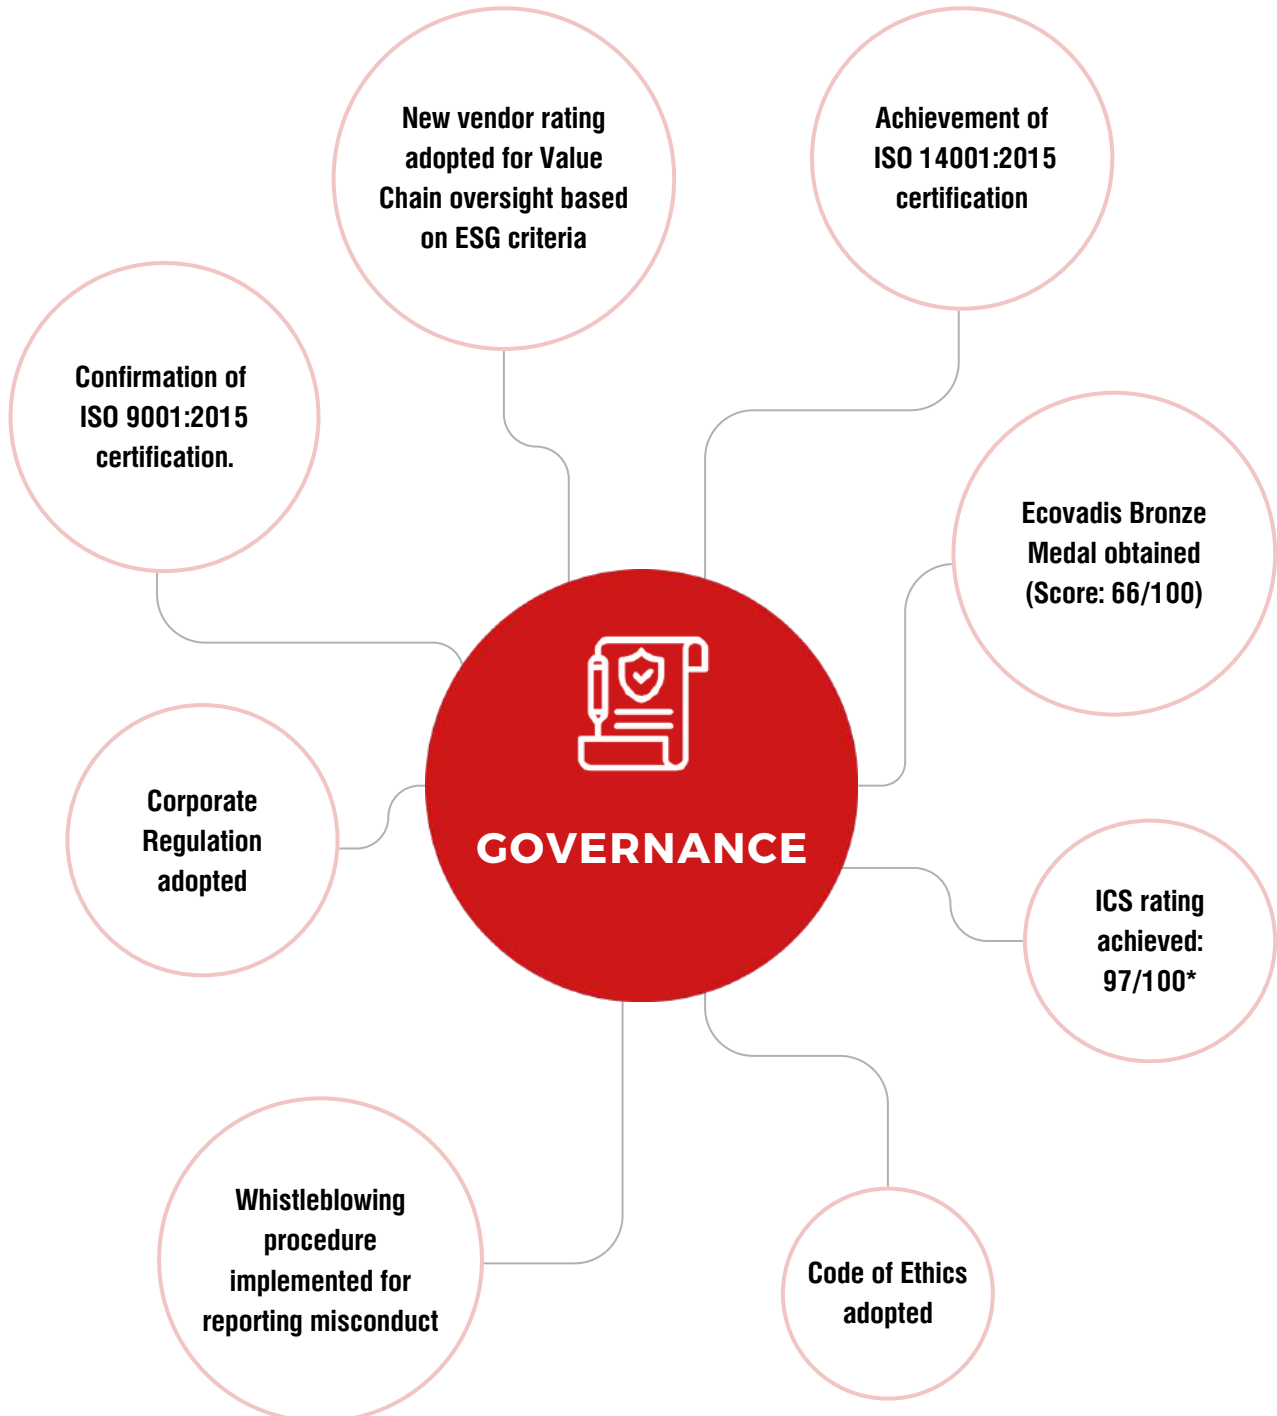 New vendor rating
adopted for Value
Chain oversight based
on ESG criteria
Achievement of
ISO 14001:2015
certification
Confirmation of
ISO 9001:2015
certification.
Ecovadis Bronze
Medal obtained
(Score: 66/100)
GOVERNANCE
Corporate
Regulation
adopted
ICS rating
achieved:
97/100*
Whistleblowing
procedure
implemented for
reporting misconduct
Code of Ethics
adopted